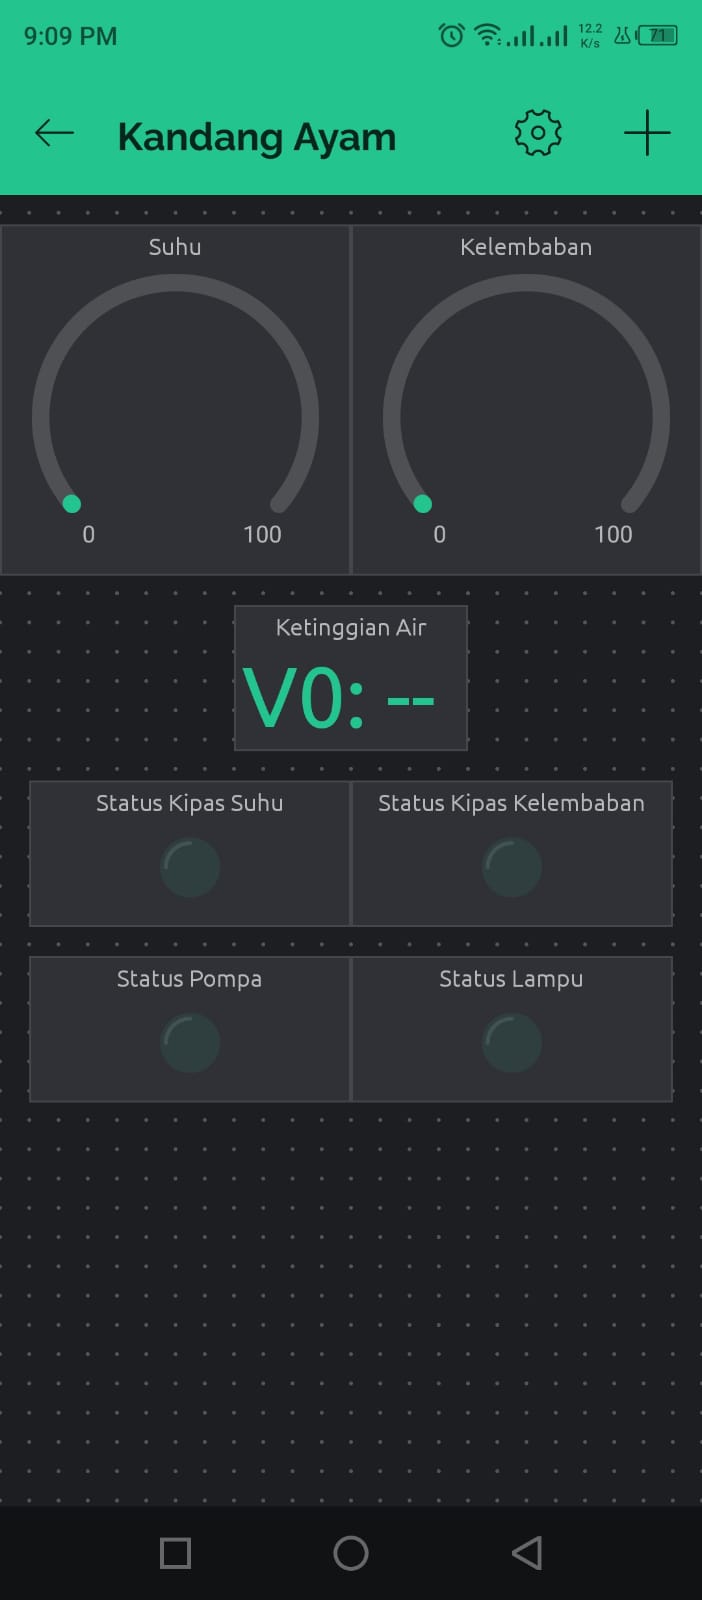 9:09 PM
12.2
K/s
71
Kandang Ayam
Suhu
Kelembaban
0
100
0
100
Ketinggian Air
V0: --
Status Kipas Suhu
Status Kipas Kelembaban
Status Pompa
Status Lampu